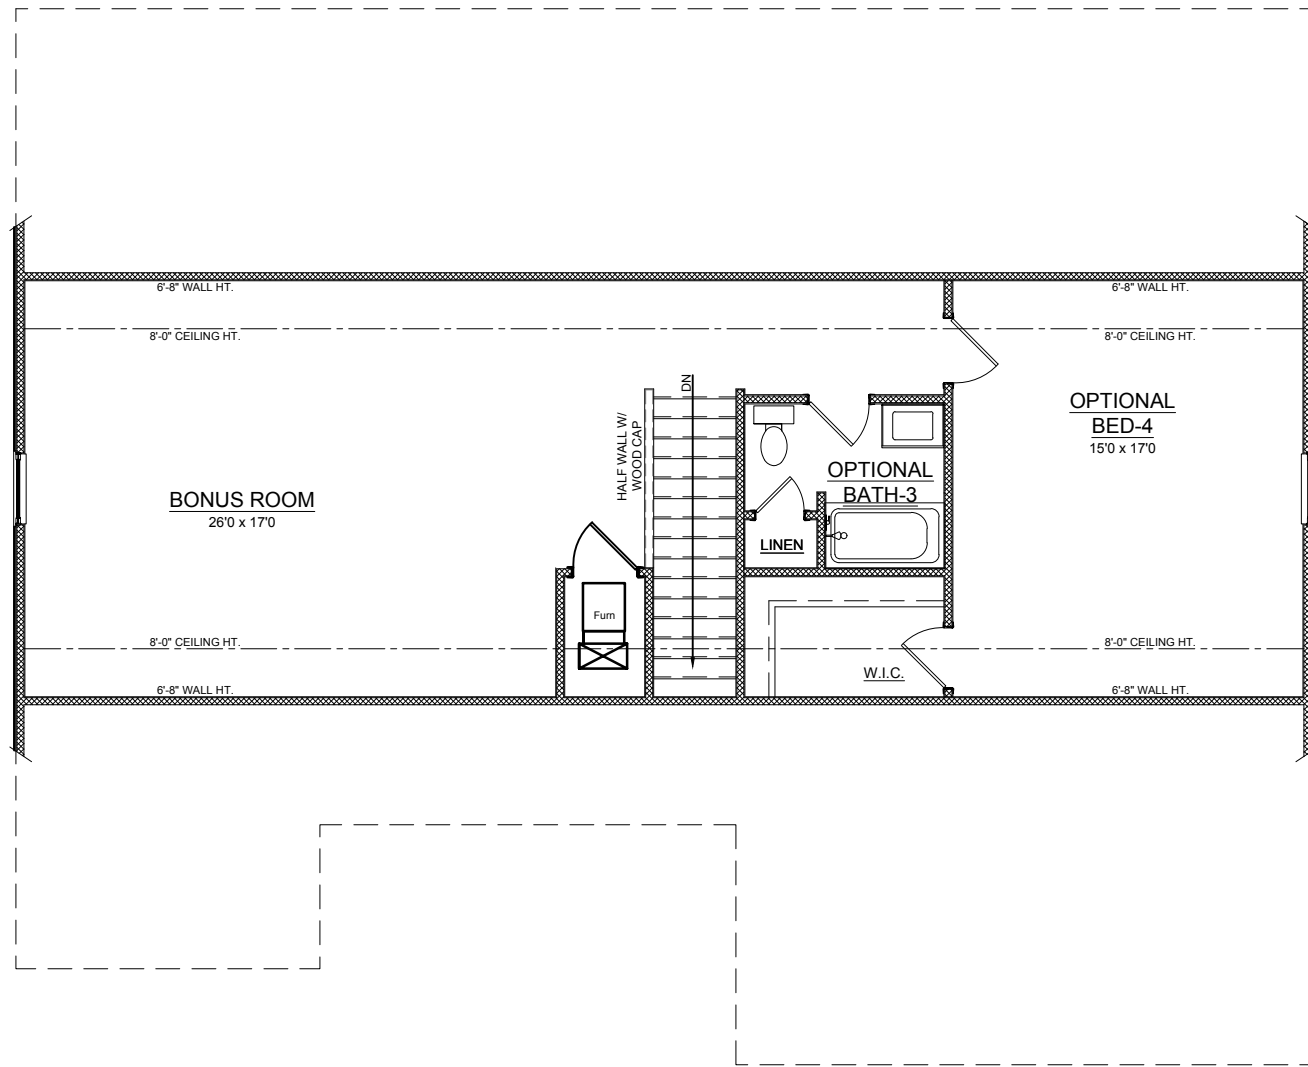 6'-8" WALL HT.
6'-8" WALL HT.
8'-0" CEILING HT.
8'-0" CEILING HT.
DN
HALF WALL W/
WOOD CAP
OPTIONAL
BED-4
15'0 x 17'0
OPTIONAL
BATH-3
BONUS ROOM
26'0 x 17'0
LINEN
Furn
8'-0" CEILING HT.
8'-0" CEILING HT.
W.I.C.
6'-8" WALL HT.
6'-8" WALL HT.